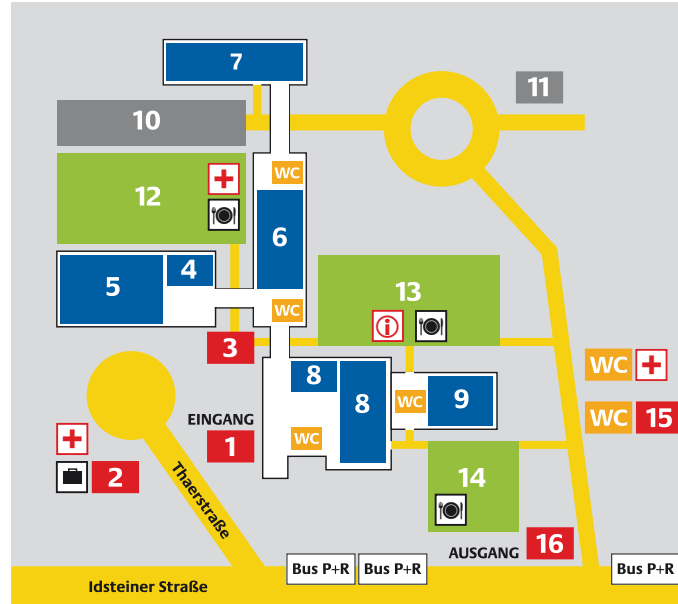 7
11
10
WC
12
6
4
5
13
WC
3
8
8
9
WC
WC
WC
15
EINGANG
1
WC
2
14
Thaerstraße
AUSGANG
16
Bus P+R
Bus P+R
Bus P+R
Idsteiner Straße